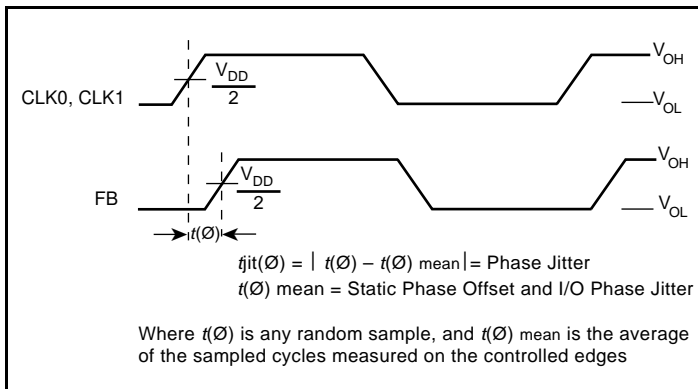 V_DD
2
V_OH
CLK0, CLK1
V_OL
V_DD
2
V_OH
FB
V_OL
t(Ø)
tjit(Ø) = | t(Ø) – t(Ø) mean| = Phase Jitter
t(Ø) mean = Static Phase Offset and I/O Phase Jitter
Where t(Ø) is any random sample, and t(Ø) mean is the average
of the sampled cycles measured on the controlled edges